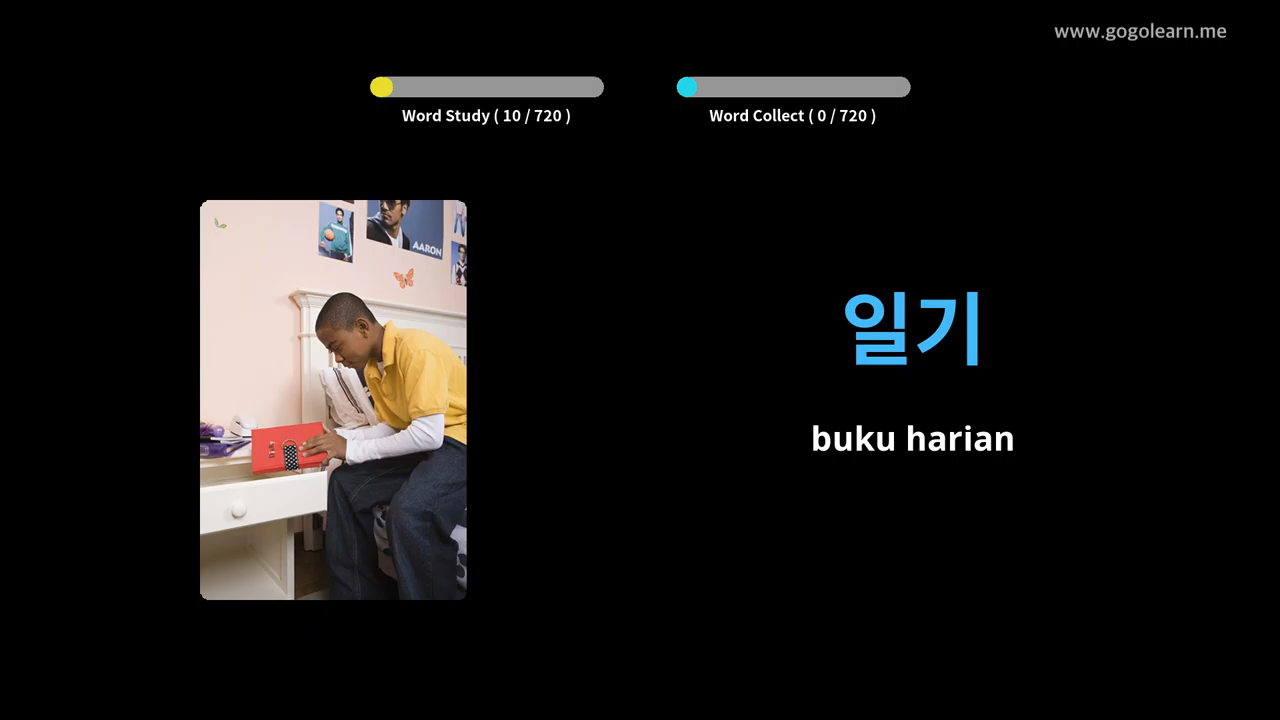 www.gogolearn.me
Word Study ( 10 / 720 )
Word Collect ( 0 / 720 )
AARON
일기
buku harian